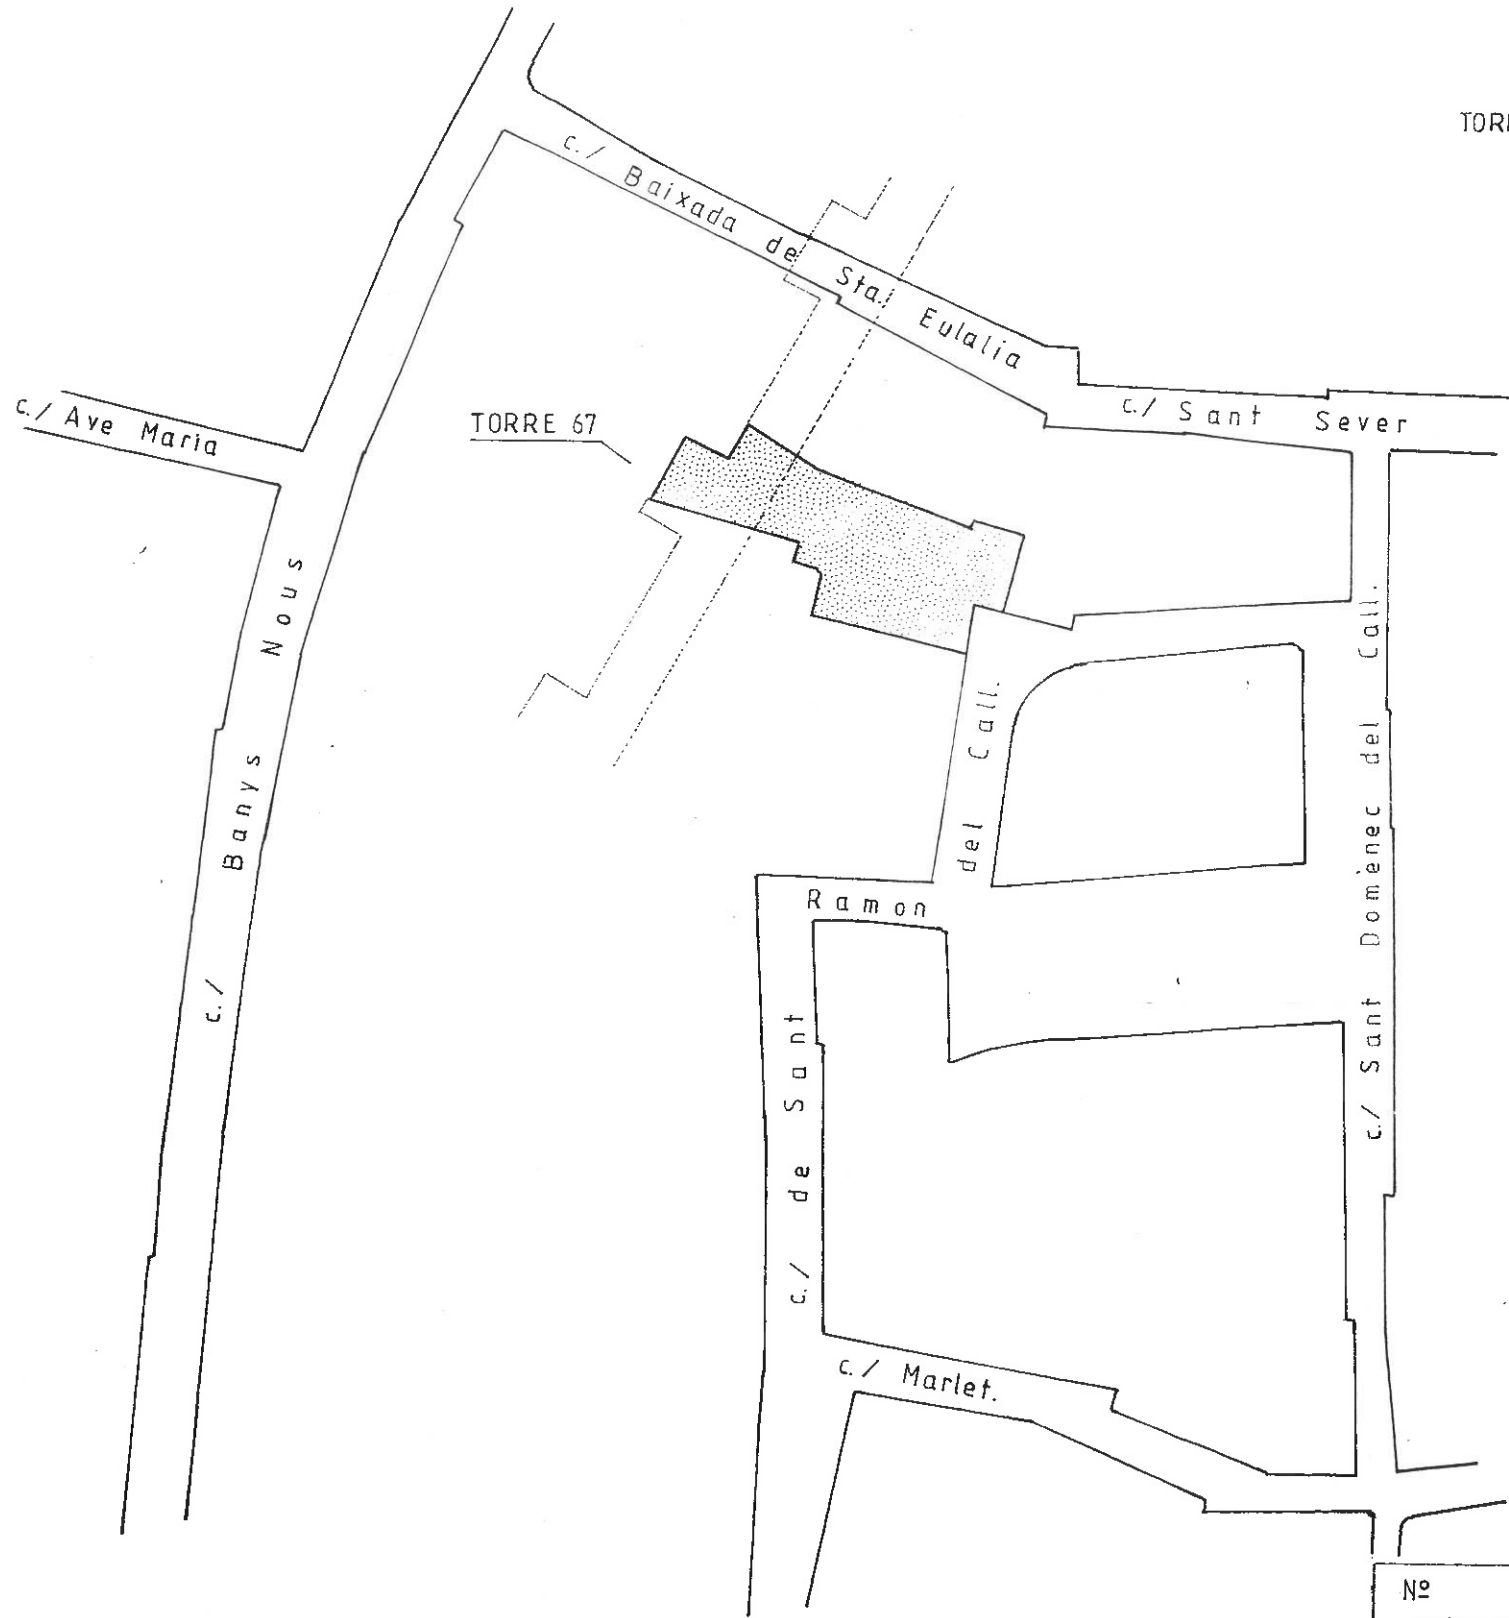 TOR
c./ Baixada de Sta. Eulalia
c./ Sant Sever
c./ Ave Maria
TORRE 67
c./ Banys Nous
c./ de Sant Ramon del Call.
c./ Sant Domènec del Call.
c./ Marlet.
Nº